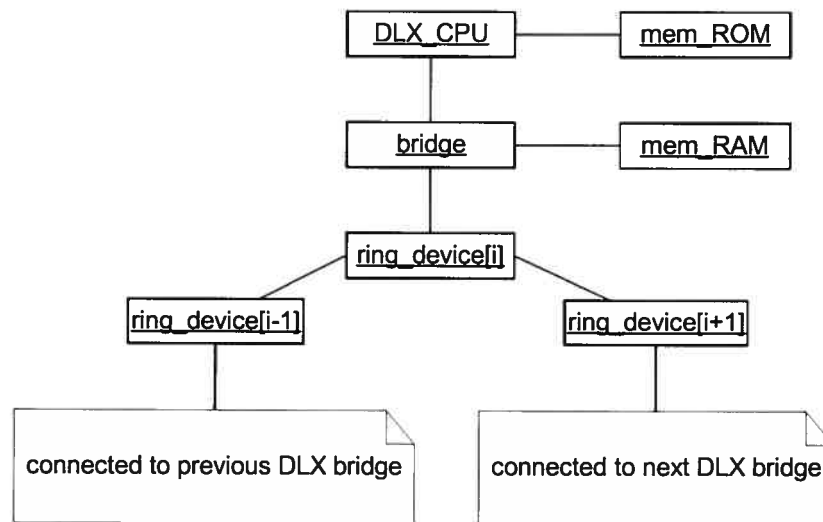 DLX_CPU
mem_ROM
bridge
mem_RAM
ring_device[i]
ring_device[i-1]
ring_device[i+1]
connected to previous DLX bridge
connected to next DLX bridge